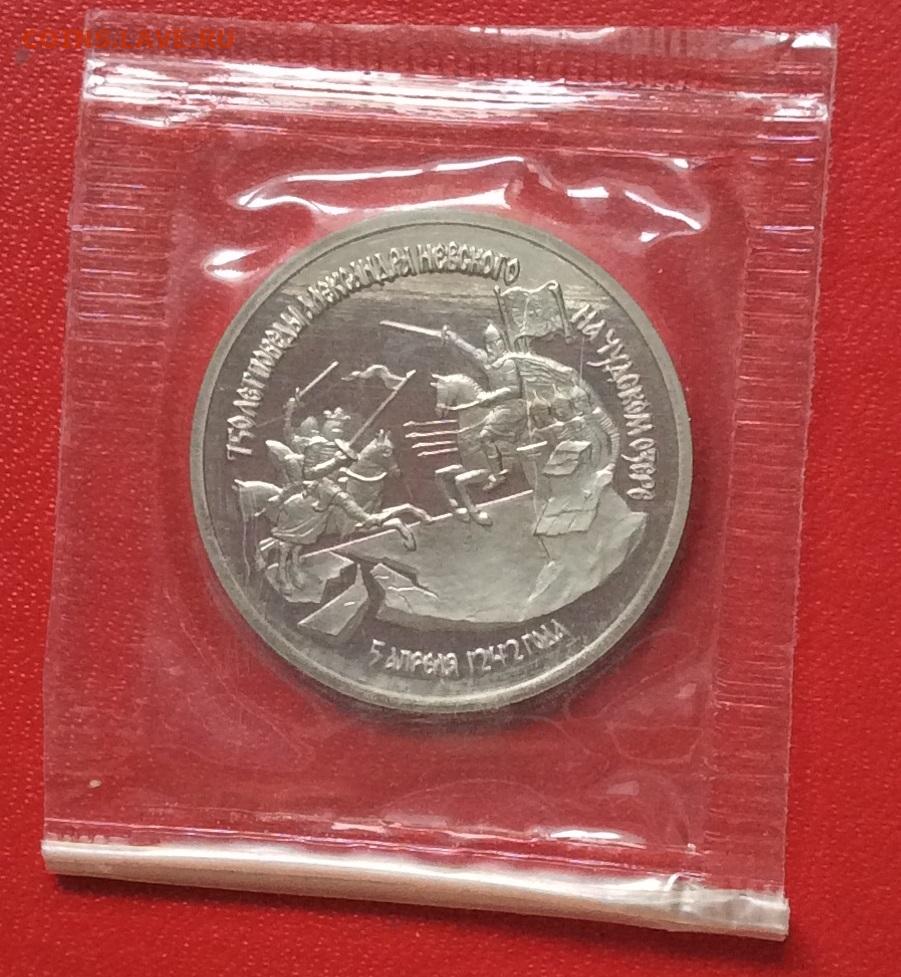 COINS.LAVE.RU
750 ЛЕТ ПОБЕДЫ АЛЕКСАНДРА НЕВСКОГО
НА ЧУДСКОМ ОЗЕРЕ
5 АПРЕЛЯ 1242 ГОДА